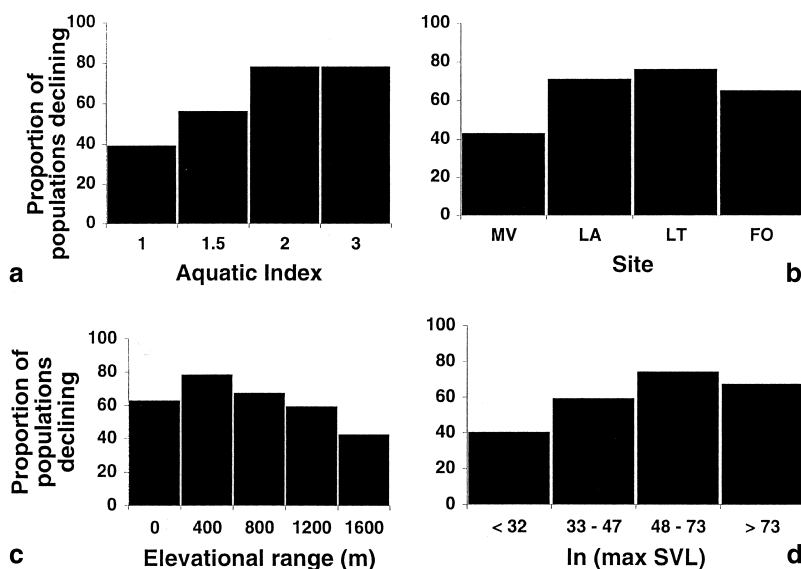 Proportion of
populations declining
100
80
60
40
20
0
1 1.5 2 3
Aquatic Index
a
100
80
60
40
20
0
MV LA LT FO
Site
b
Proportion of
populations
declining
100
80
60
40
20
0
0 400 800 1200 1600
Elevational range (m)
c
100
80
60
40
20
0
< 32 33 - 47 48 - 73 > 73
ln (max SVL)
d